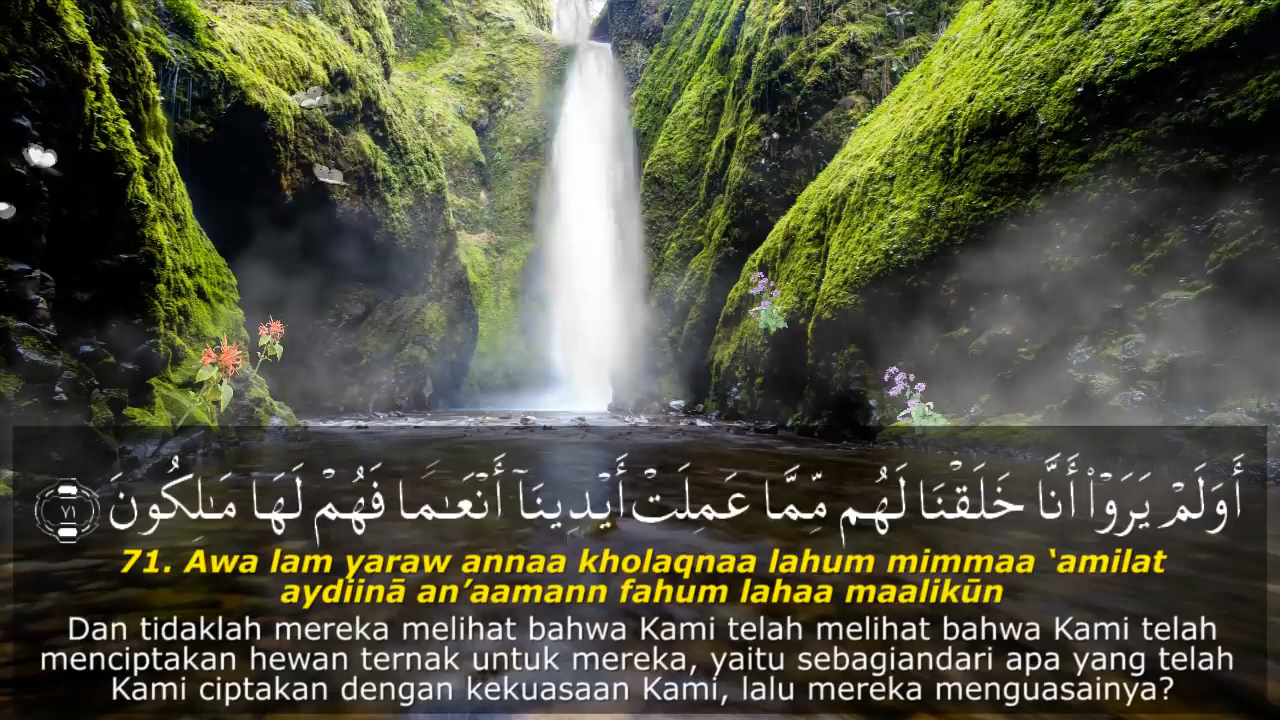 أَوَلَمْ يَرَوْا۟ أَنَّا خَلَقْنَا لَهُم مِّمَّا عَمِلَتْ أَيْدِينَآ أَنْعَـٰمًا فَهُمْ لَهَا مَـٰلِكُونَ ٧١
71. Awa lam yaraw annaa kholaqnaa lahum mimmaa ‘amilat
aydiinā an’aamann fahum lahaa maalikūn
Dan tidaklah mereka melihat bahwa Kami telah melihat bahwa Kami telah
menciptakan hewan ternak untuk mereka, yaitu sebagiandari apa yang telah
Kami ciptakan dengan kekuasaan Kami, lalu mereka menguasainya?